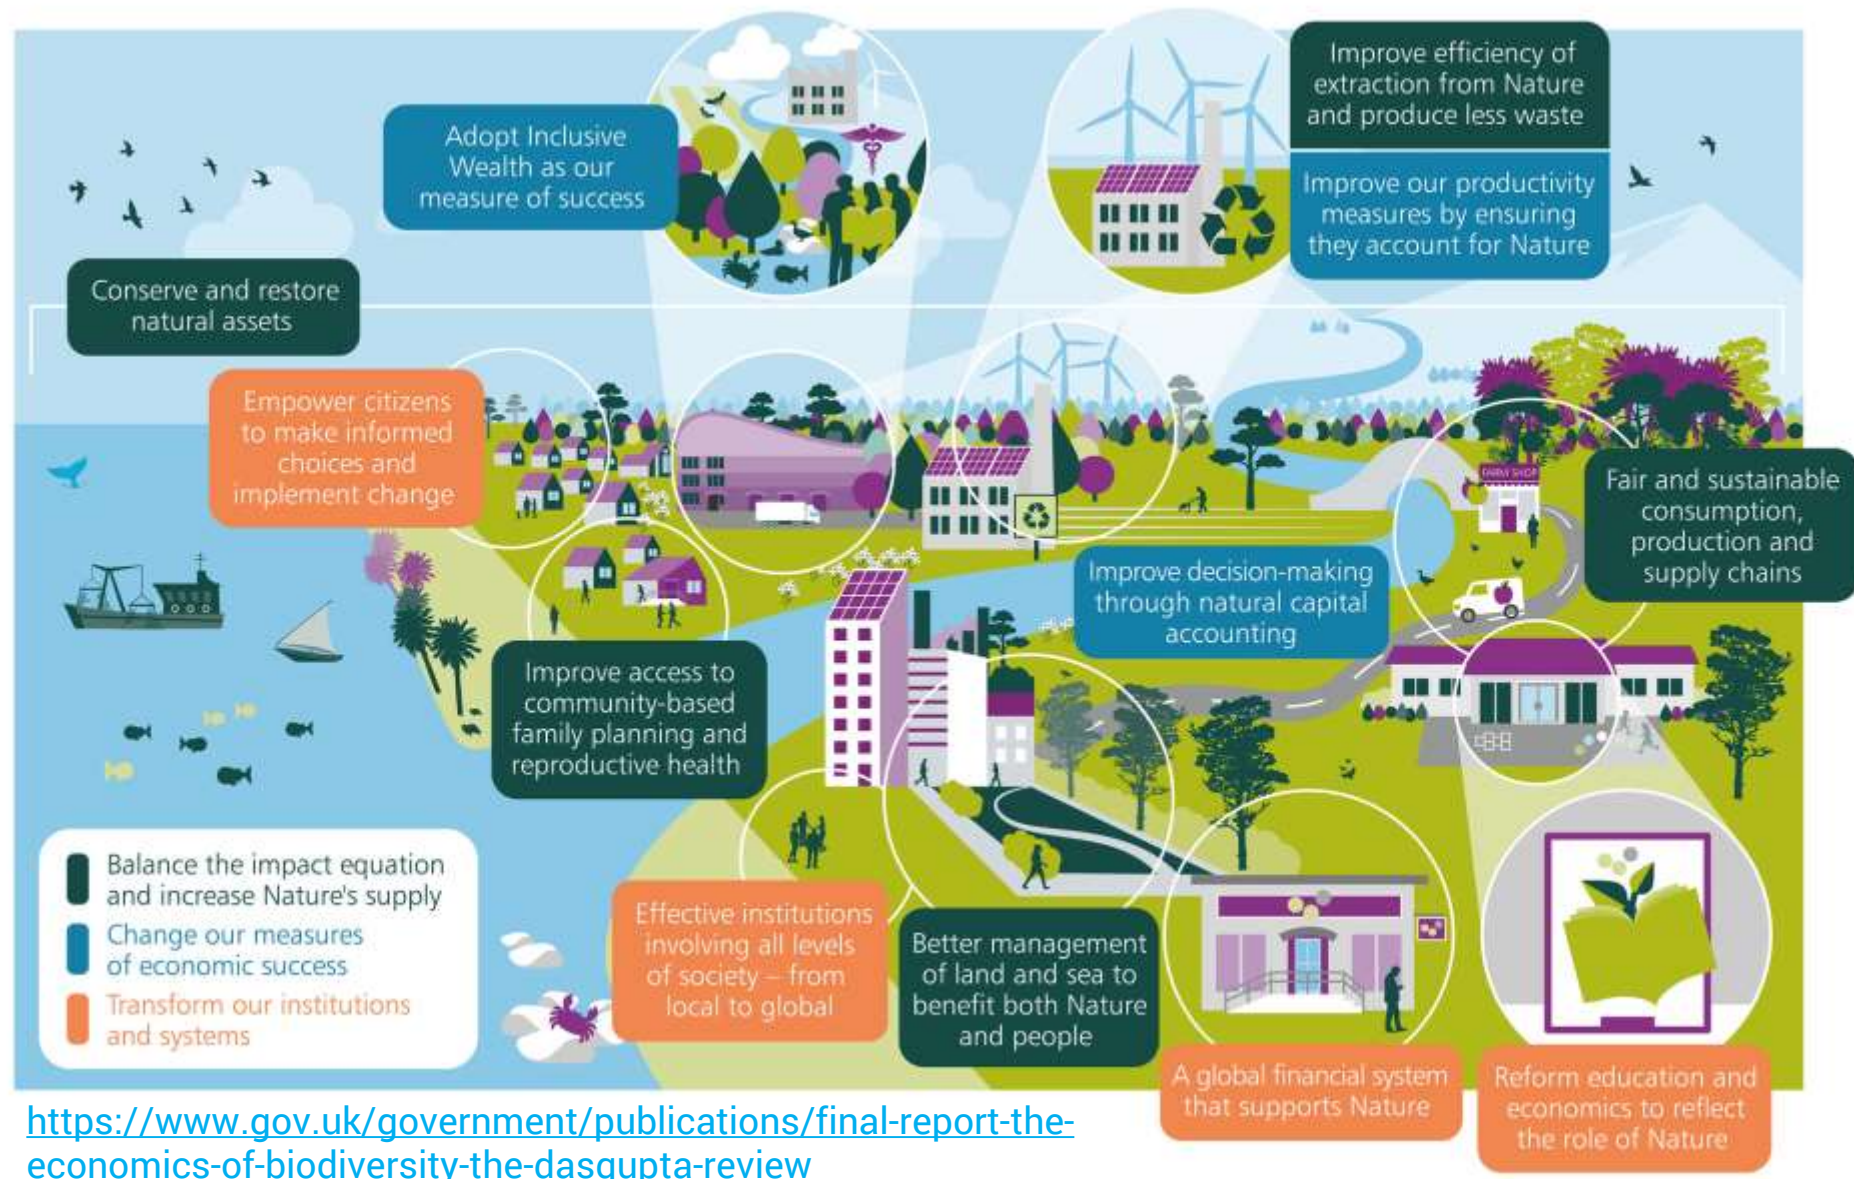 Improve efficiency of
extraction from Nature
and produce less waste
Adopt Inclusive
Wealth as our
measure of success
Improve our productivity
measures by ensuring
they account for Nature
Conserve and restore
natural assets
Empower citizens
to make informed
choices and
implement change
FARM SHOP
Fair and sustainable
consumption,
production and
supply chains
Improve decision-making
through natural capital
accounting
Improve access to
community-based
family planning and
reproductive health
Balance the impact equation
and increase Nature's supply
Change our measures
of economic success
Transform our institutions
and systems
Effective institutions
involving all levels
of society – from
local to global
Better management
of land and sea to
benefit both Nature
and people
A global financial system
that supports Nature
Reform education and
economics to reflect
the role of Nature
https://www.gov.uk/government/publications/final-report-the-
economics-of-biodiversity-the-dasgupta-review